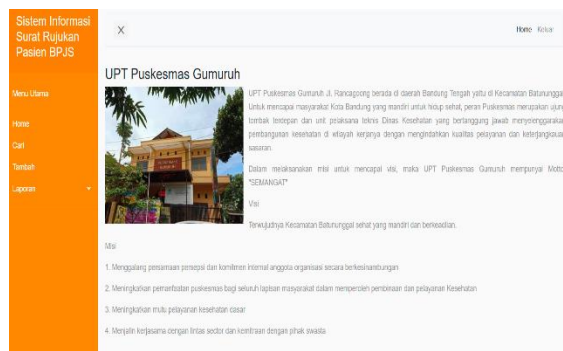 Sistem Informasi
Surat Rujukan
Pasien BPJS
X
Home Keluar
Menu Utama
Home
Cari
Tambah
Laporan
UPT Puskesmas Gumuruh
UPT Puskesmas Gumuruh Jl. Rancagoong berada di daerah Bandung Tengah yaitu di Kecamatan Batununggal
Untuk mencapai masyarakat Kota Bandung yang mandiri untuk hidup sehat, peran Puskesmas merupakan ujung
tombak terdepan dan unit pelaksana teknis Dinas Kesehatan yang bertanggung jawab menyelenggarakan
pembangunan kesehatan di wilayah kerjanya dengan mengindahkan kualitas pelayanan dan keterjangkauan
sasaran.
Dalam melaksanakan misi untuk mencapai visi, maka UPT Puskesmas Gumuruh mempunyai Motto
"SEMANGAT"
Visi
Terwujudnya Kecamatan Batununggal sehat yang mandiri dan berkeadilan.
Misi
1. Menggalang persamaan persepsi dan komitmen internal anggota organisasi secara berkesinambungan
2. Meningkatkan pemanfaatan puskesmas bagi seluruh lapisan masyarakat dalam memperoleh pembinaan dan pelayanan Kesehatan
3. Meningkatkan mutu pelayanan kesehatan dasar
4. Menjalin kerjasama dengan lintas sector dan kemitraan dengan pihak swasta